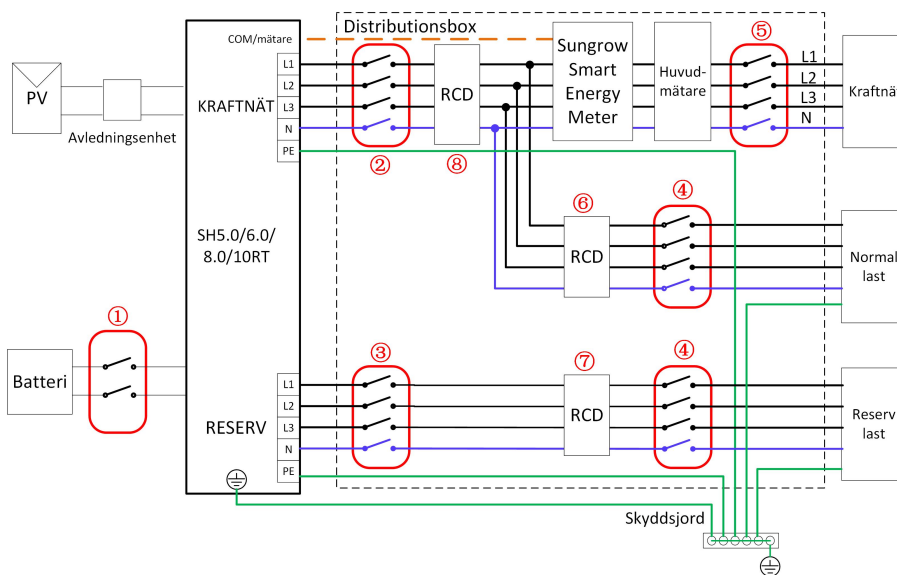 Distributionsbox
COM/mätare
L1
L2
L3
N
PE
KRAFTNÄT
PV
Avledningsenhet
②
RCD
⑧
Sungrow
Smart
Energy
Meter
Huvud-
mätare
⑤
L1
L2
L3
N
Kraftnät
SH5.0/6.0/
8.0/10RT
⑥
RCD
④
Normal
last
①
Batteri
RESERV
L1
L2
L3
N
PE
③
⑦
RCD
④
Reserv
last
Skyddsjord